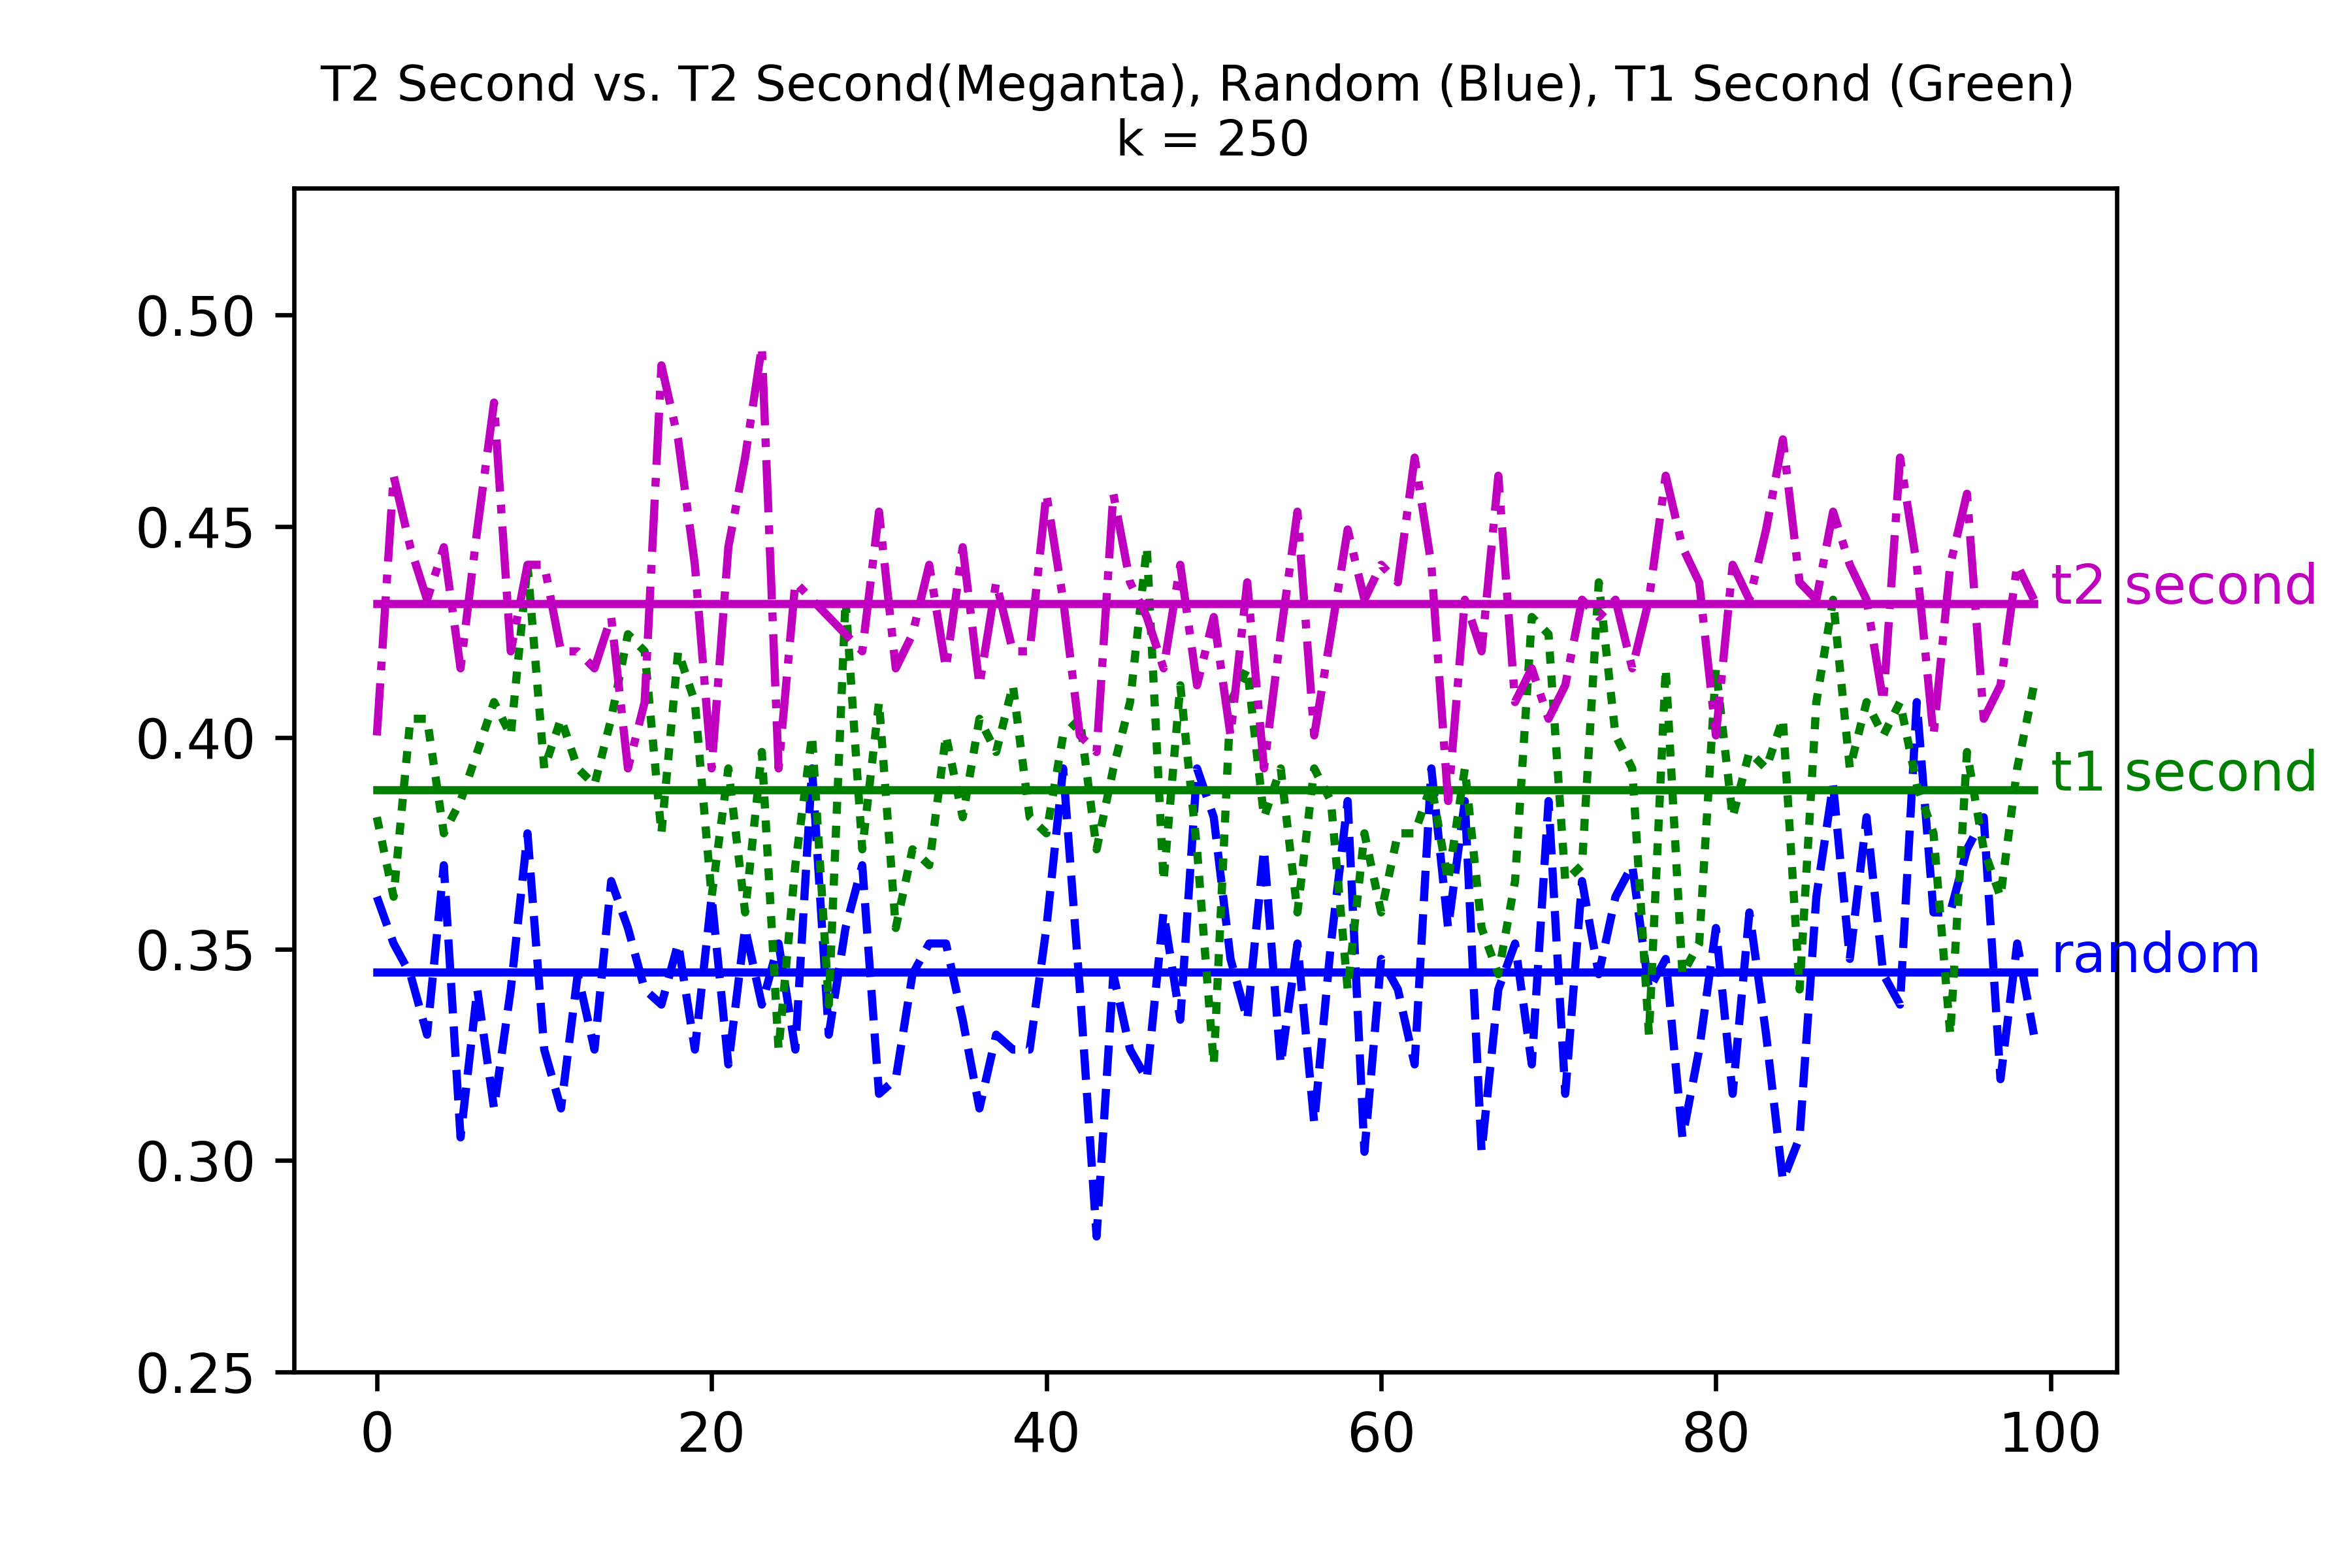 T2 Second vs. T2 Second(Meganta), Random (Blue), T1 Second (Green)
k = 250
0.50
0.45
t2 second
0.40
t1 second
0.35
random
0.30
0.25
0 20 40 60 80 100